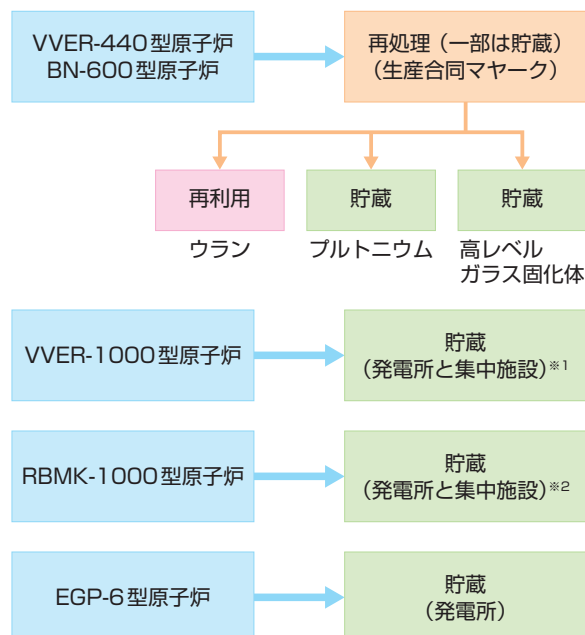 VVER-440型原子炉
BN-600型原子炉
再処理（一部は貯蔵）
（生産合同マヤーク）
再利用
貯蔵
貯蔵
ウラン
プルトニウム
高レベル
ガラス固化体
VVER-1000型原子炉
貯蔵
（発電所と集中施設）※1
RBMK-1000型原子炉
貯蔵
（発電所と集中施設）※2
EGP-6型原子炉
貯蔵
（発電所）